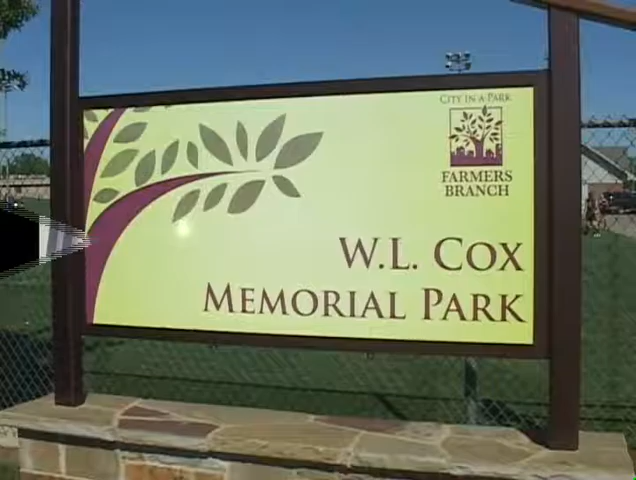 CITY IN A PARK
FARMERS
BRANCH
W.L. COX
MEMORIAL PARK